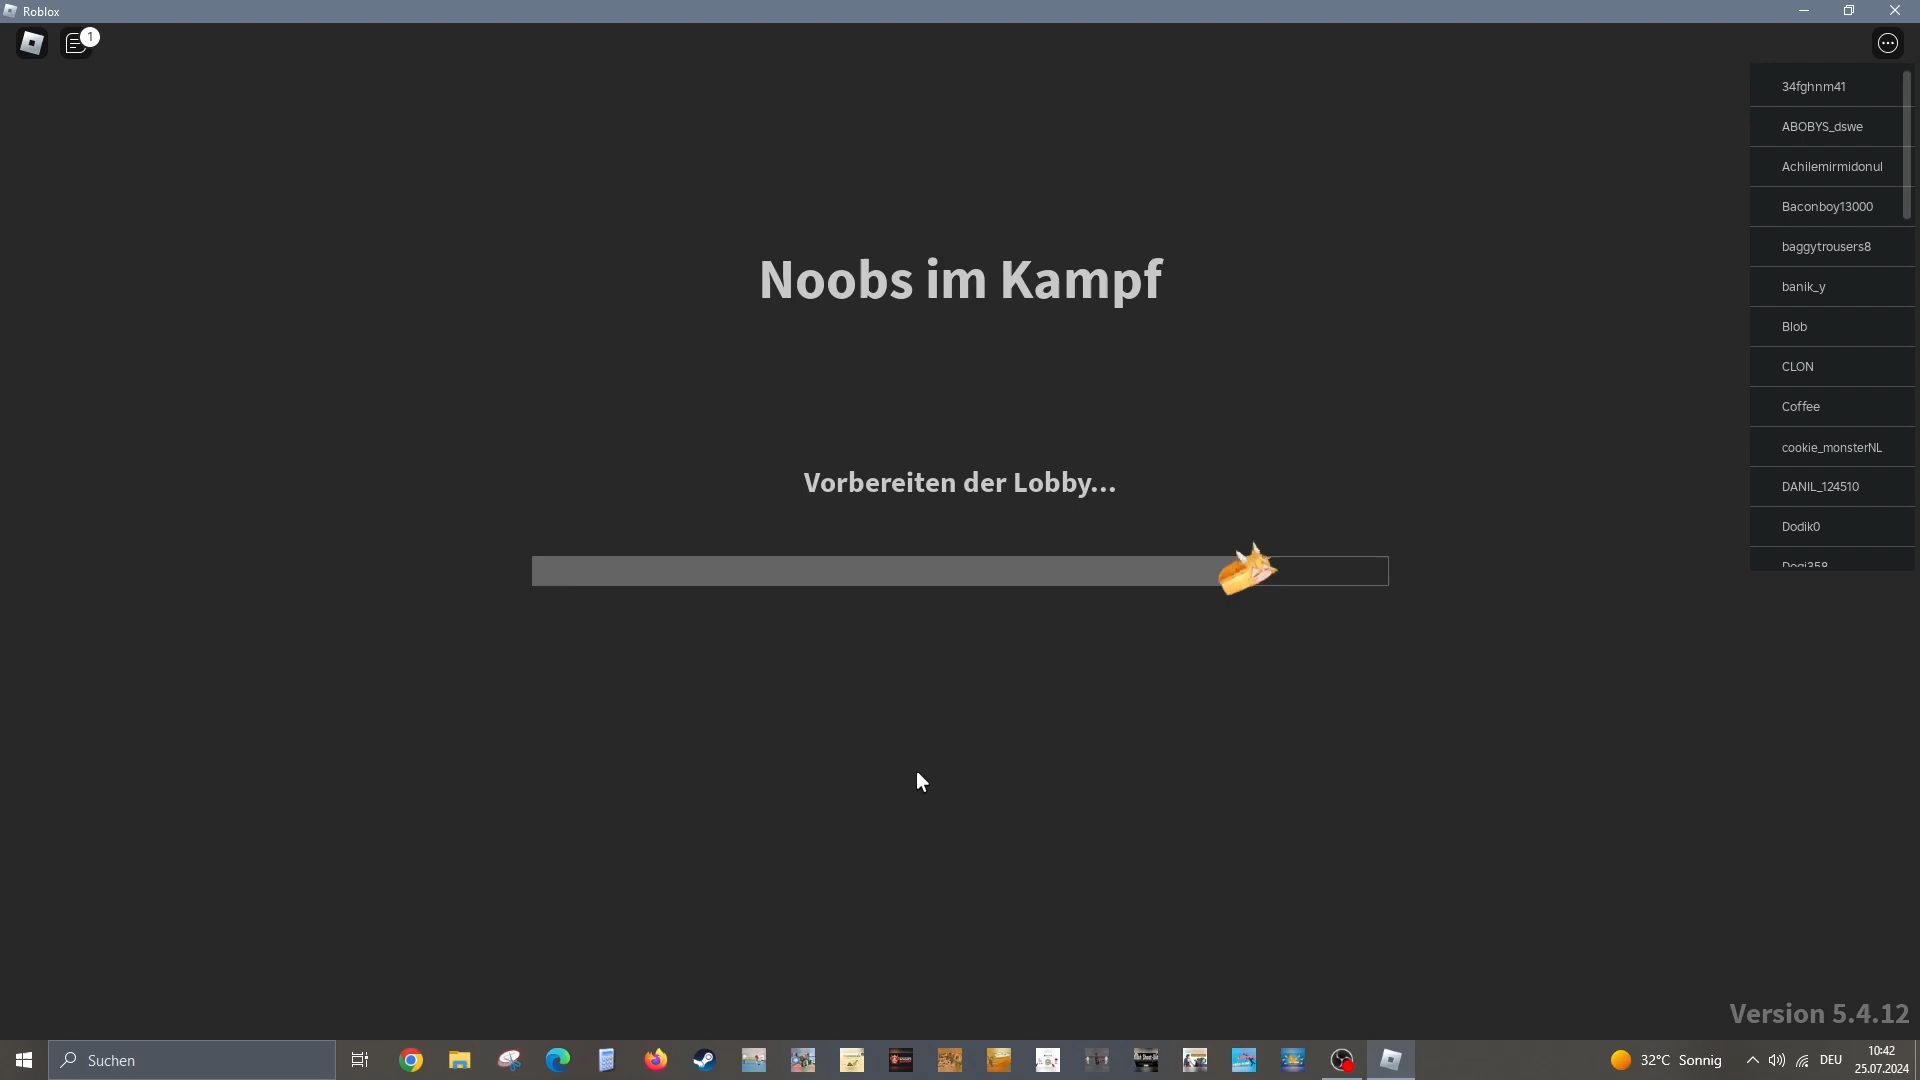 Roblox
1
34fghnm41
ABOBYS_dswe
Achilemirmidonul
Baconboy13000
baggytrousers8
banik_y
Blob
CLON
Coffee
cookie_monsterNL
DANIL_124510
Dodik0
Dogi358
Noobs im Kampf
Vorbereiten der Lobby...
Version 5.4.12
Suchen
32°C Sonnig
DEU
10:42
25.07.2024